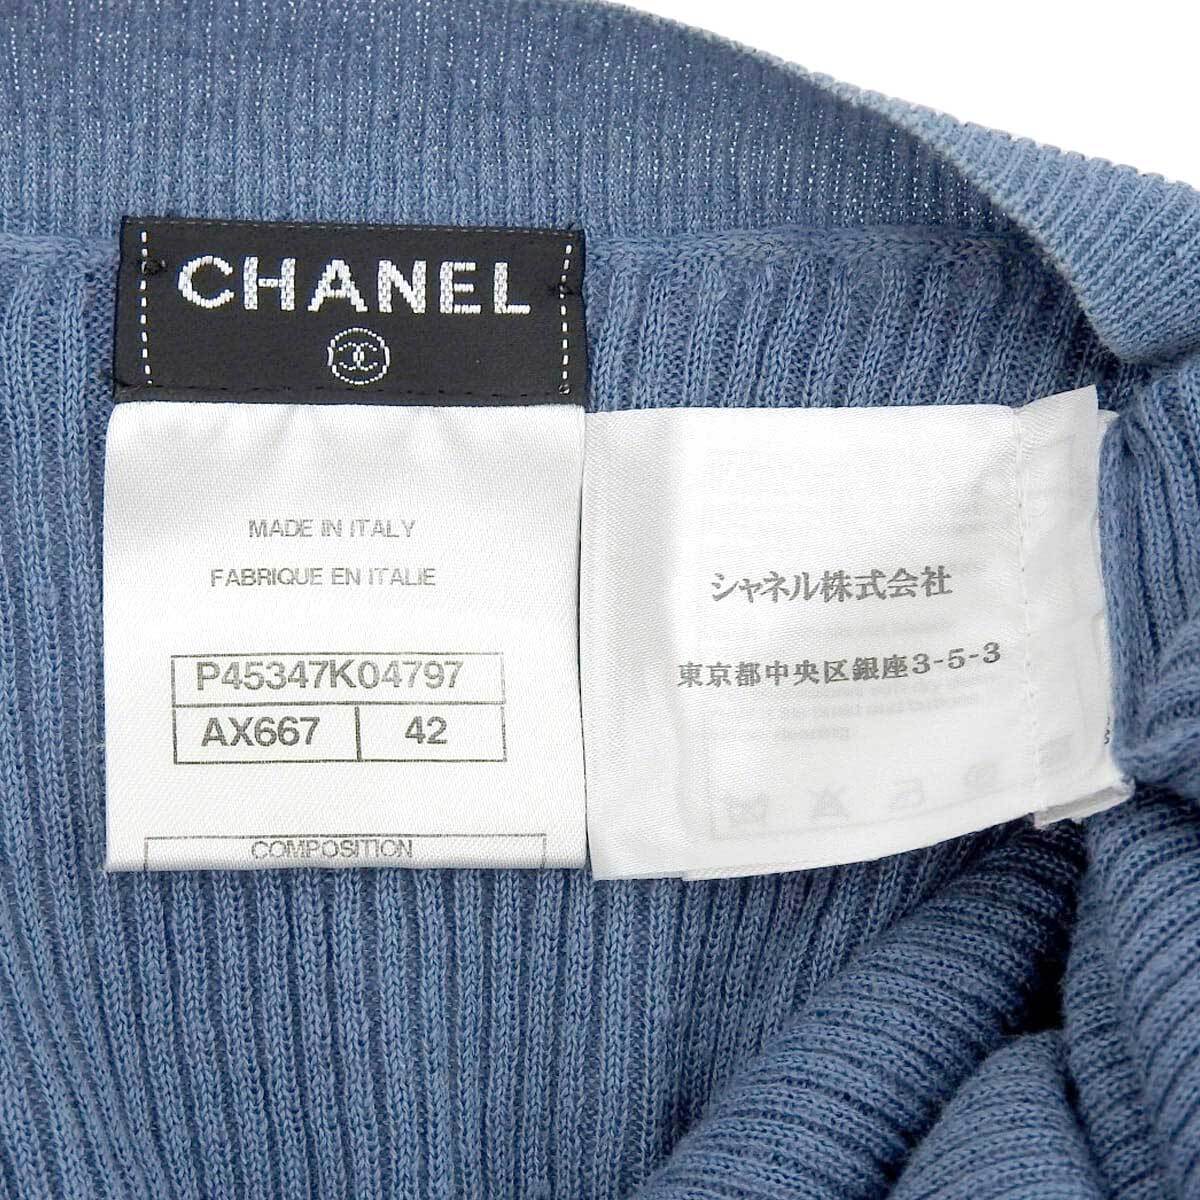 CHANEL
MADE IN ITALY
FABRIQUE EN ITALIE
P45347K04797
AX667 42
COMPOSITION
シャネル株式会社
東京都中央区銀座3-5-3